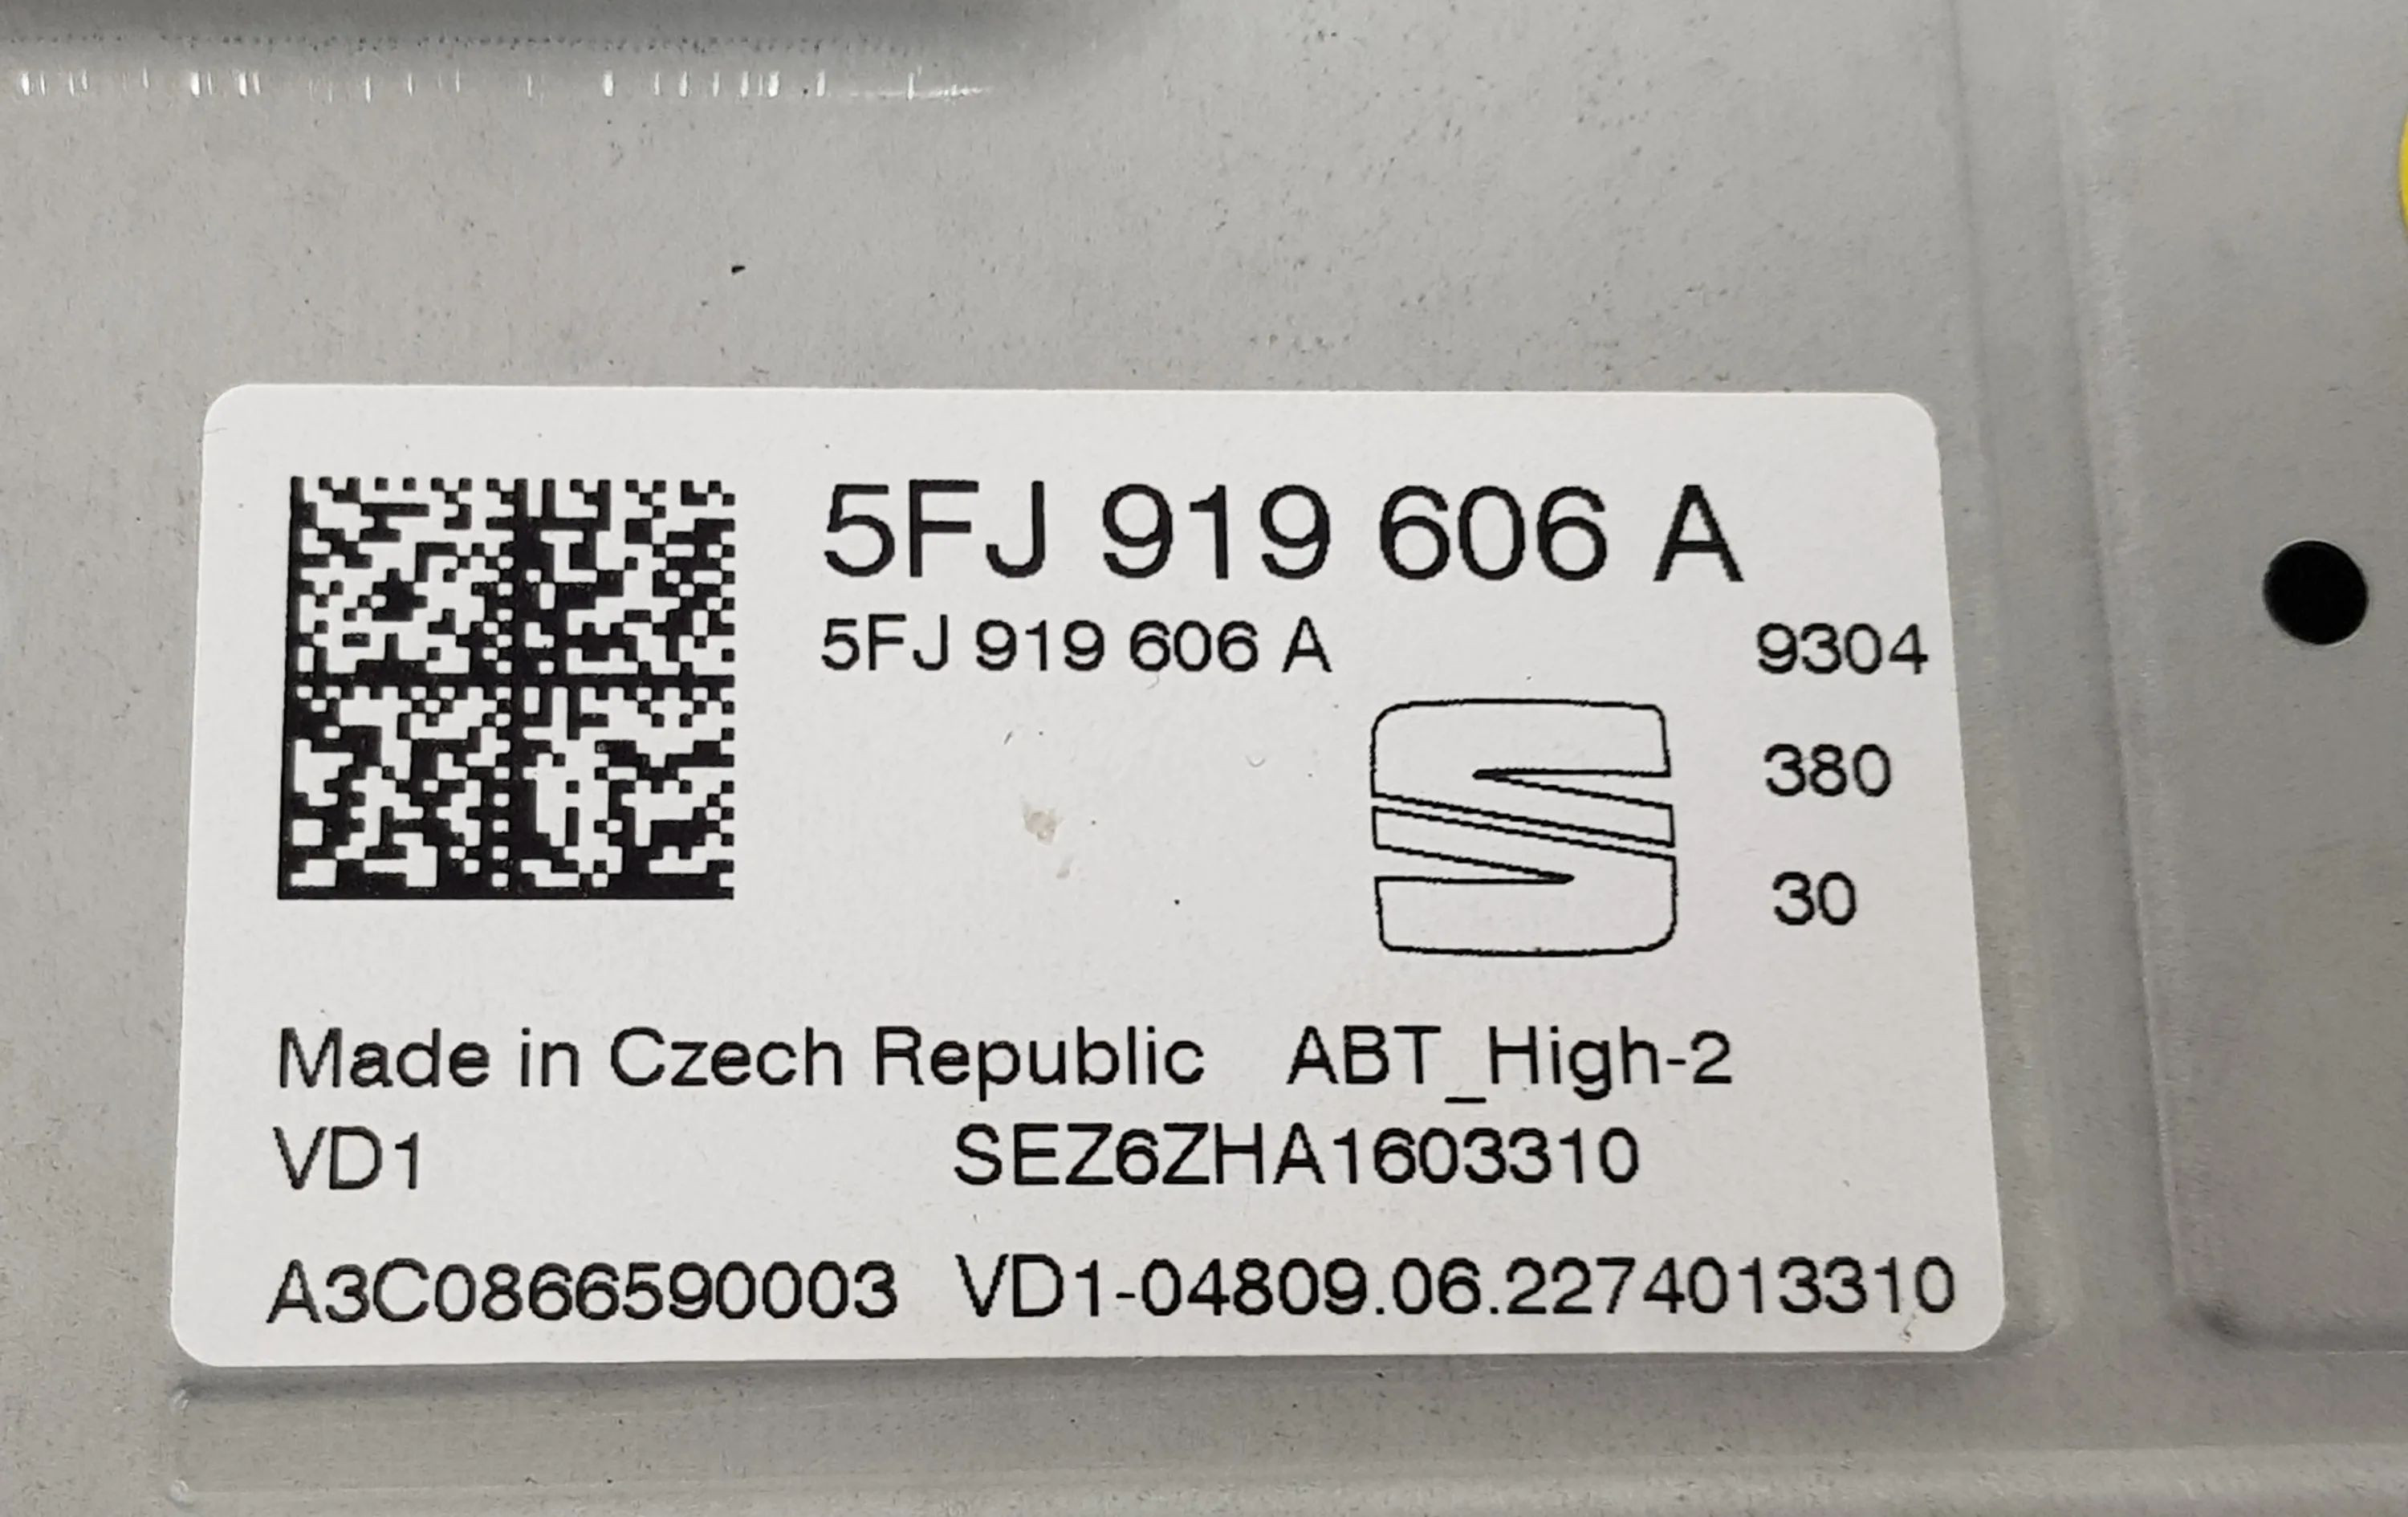 5FJ 919 606 A
5FJ 919 606 A 9304
380
30
Made in Czech Republic ABT_High-2
VD1 SEZ6ZHA1603310
A3C0866590003 VD1-04809.06.2274013310